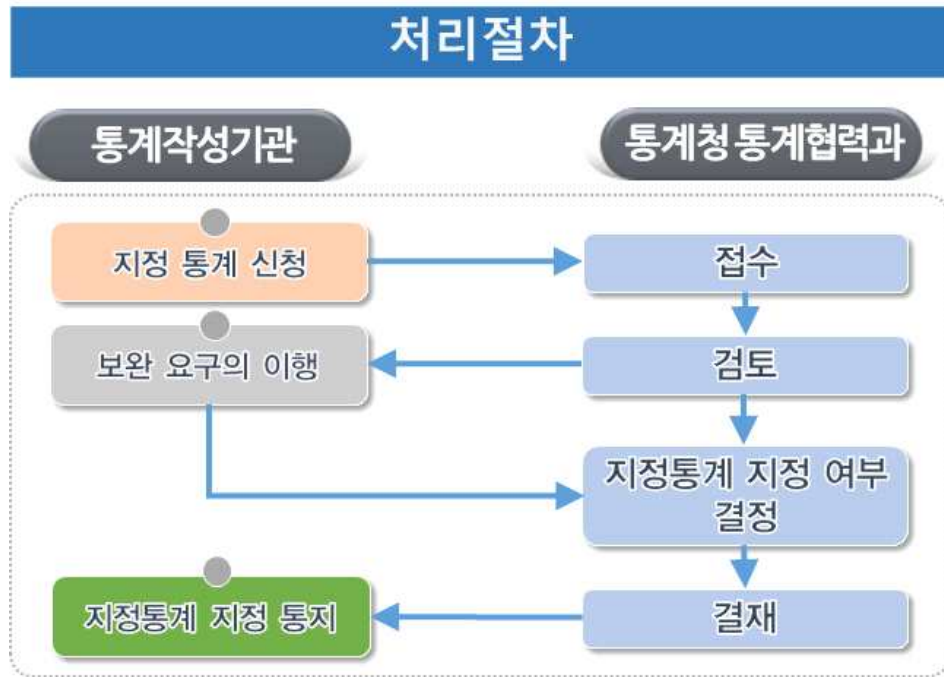 처리절차
통계작성기관
통계청 통계협력과
지정 통계 신청
접수
보완 요구의 이행
검토
지정통계 지정 여부
결정
지정통계 지정 통지
결재